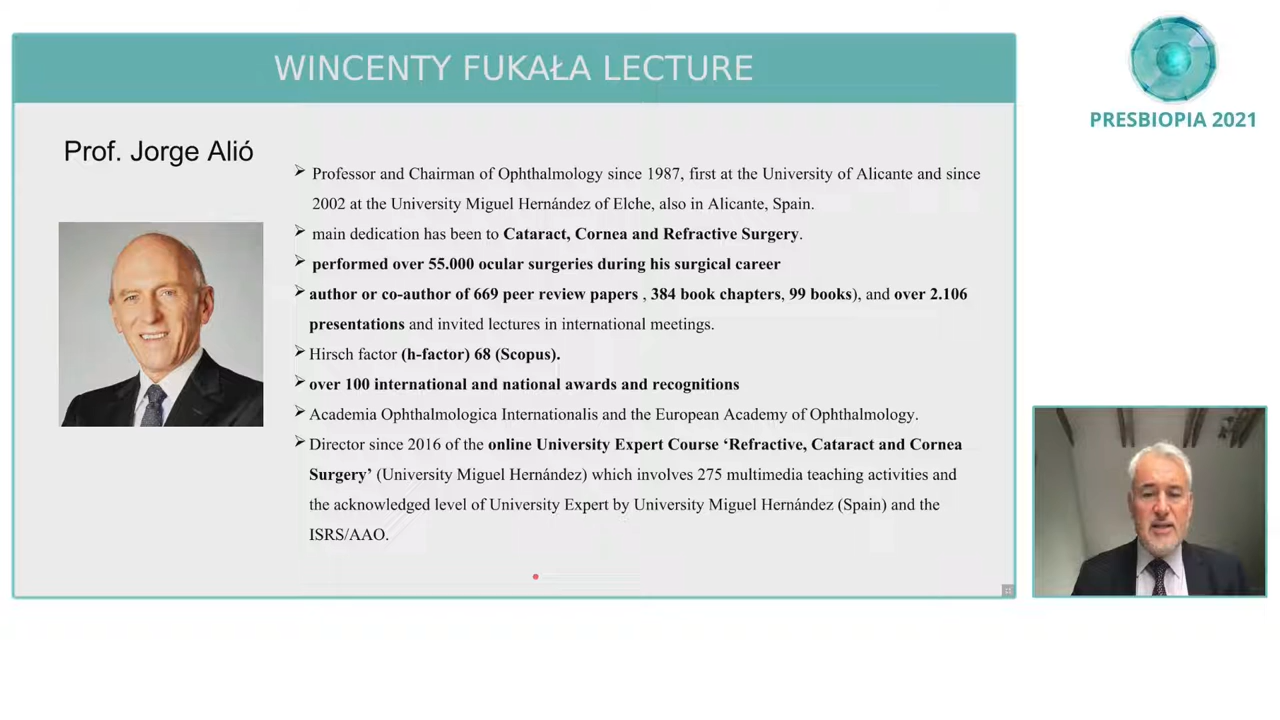 WINCENTY FUKAŁA LECTURE
PRESBIOPIA 2021
Prof. Jorge Alió
Professor and Chairman of Ophthalmology since 1987, first at the University of Alicante and since
2002 at the University Miguel Hernández of Elche, also in Alicante, Spain.
main dedication has been to Cataract, Cornea and Refractive Surgery.
performed over 55.000 ocular surgeries during his surgical career
author or co-author of 669 peer review papers , 384 book chapters, 99 books), and over 2.106
presentations and invited lectures in international meetings.
Hirsch factor (h-factor) 68 (Scopus).
over 100 international and national awards and recognitions
Academia Ophthalmologica Internationalis and the European Academy of Ophthalmology.
Director since 2016 of the online University Expert Course ‘Refractive, Cataract and Cornea
Surgery’ (University Miguel Hernández) which involves 275 multimedia teaching activities and
the acknowledged level of University Expert by University Miguel Hernández (Spain) and the
ISRS/AAO.